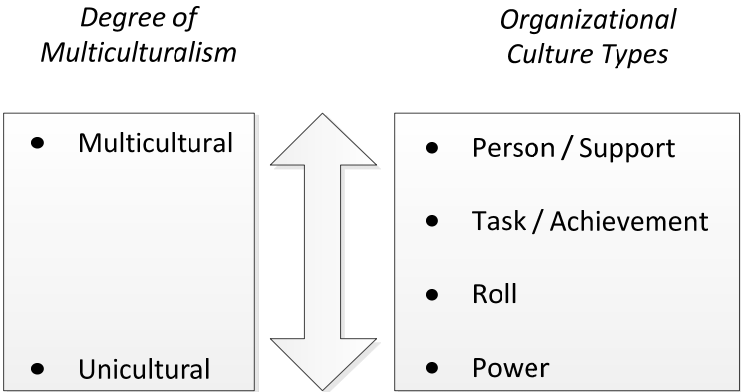 Degree of
Multiculturalism
Organizational
Culture Types
• Multicultural
• Unicultural
• Person / Support
• Task / Achievement
• Roll
• Power